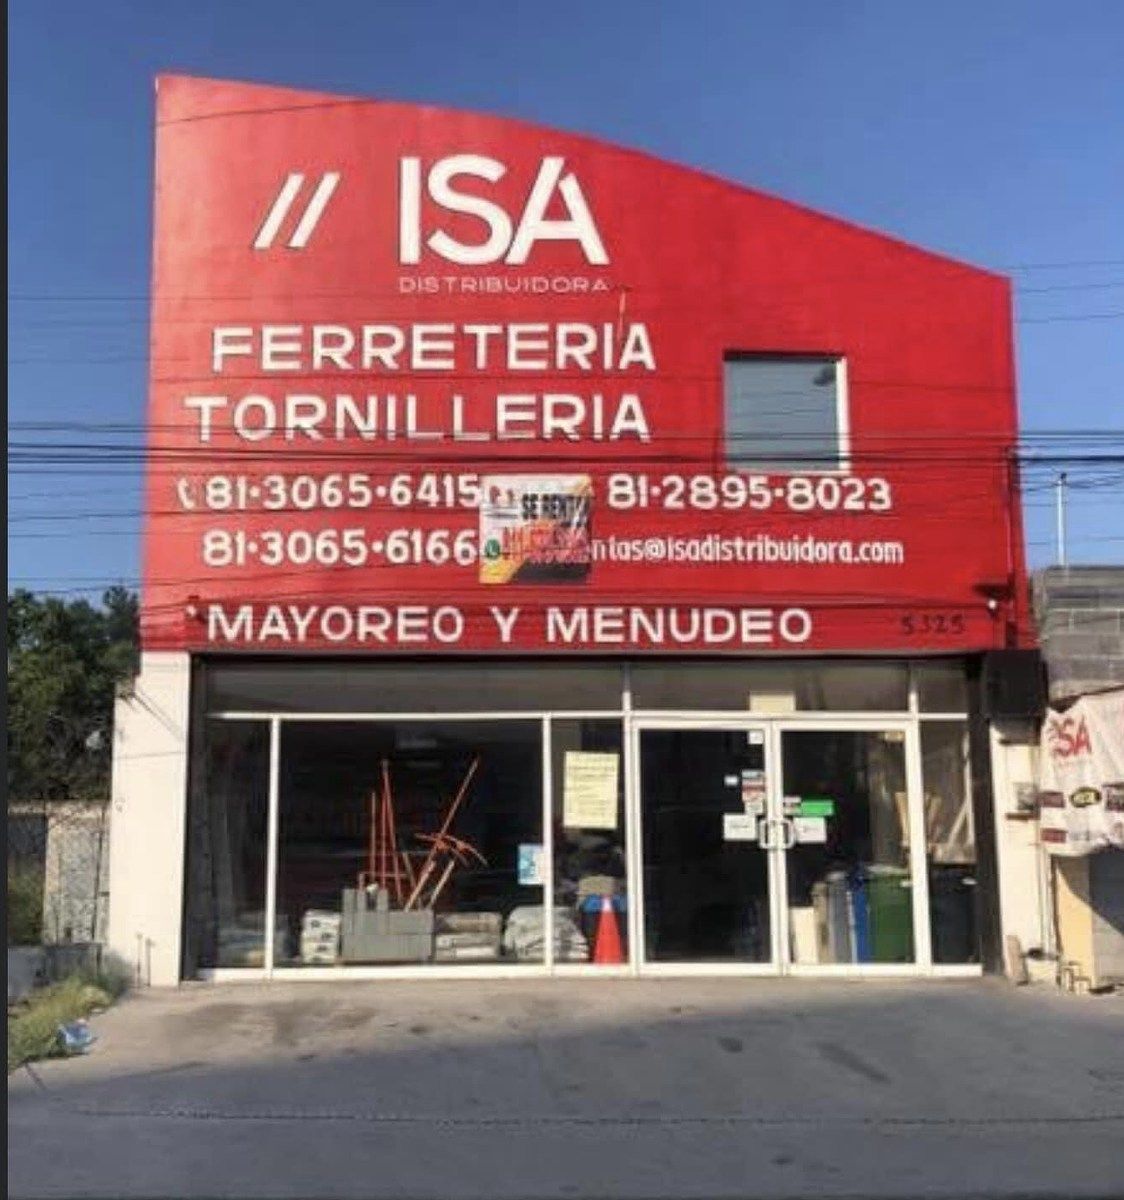 // ISA
DISTRIBUIDORA
FERRETERIA
TORNILLERIA
81·3065·6415 81·2895·8023
SE RENTA
81·3065·6166 ntas@isadistribuidora.com
MAYOREO Y MENUDEO
5325
ISA